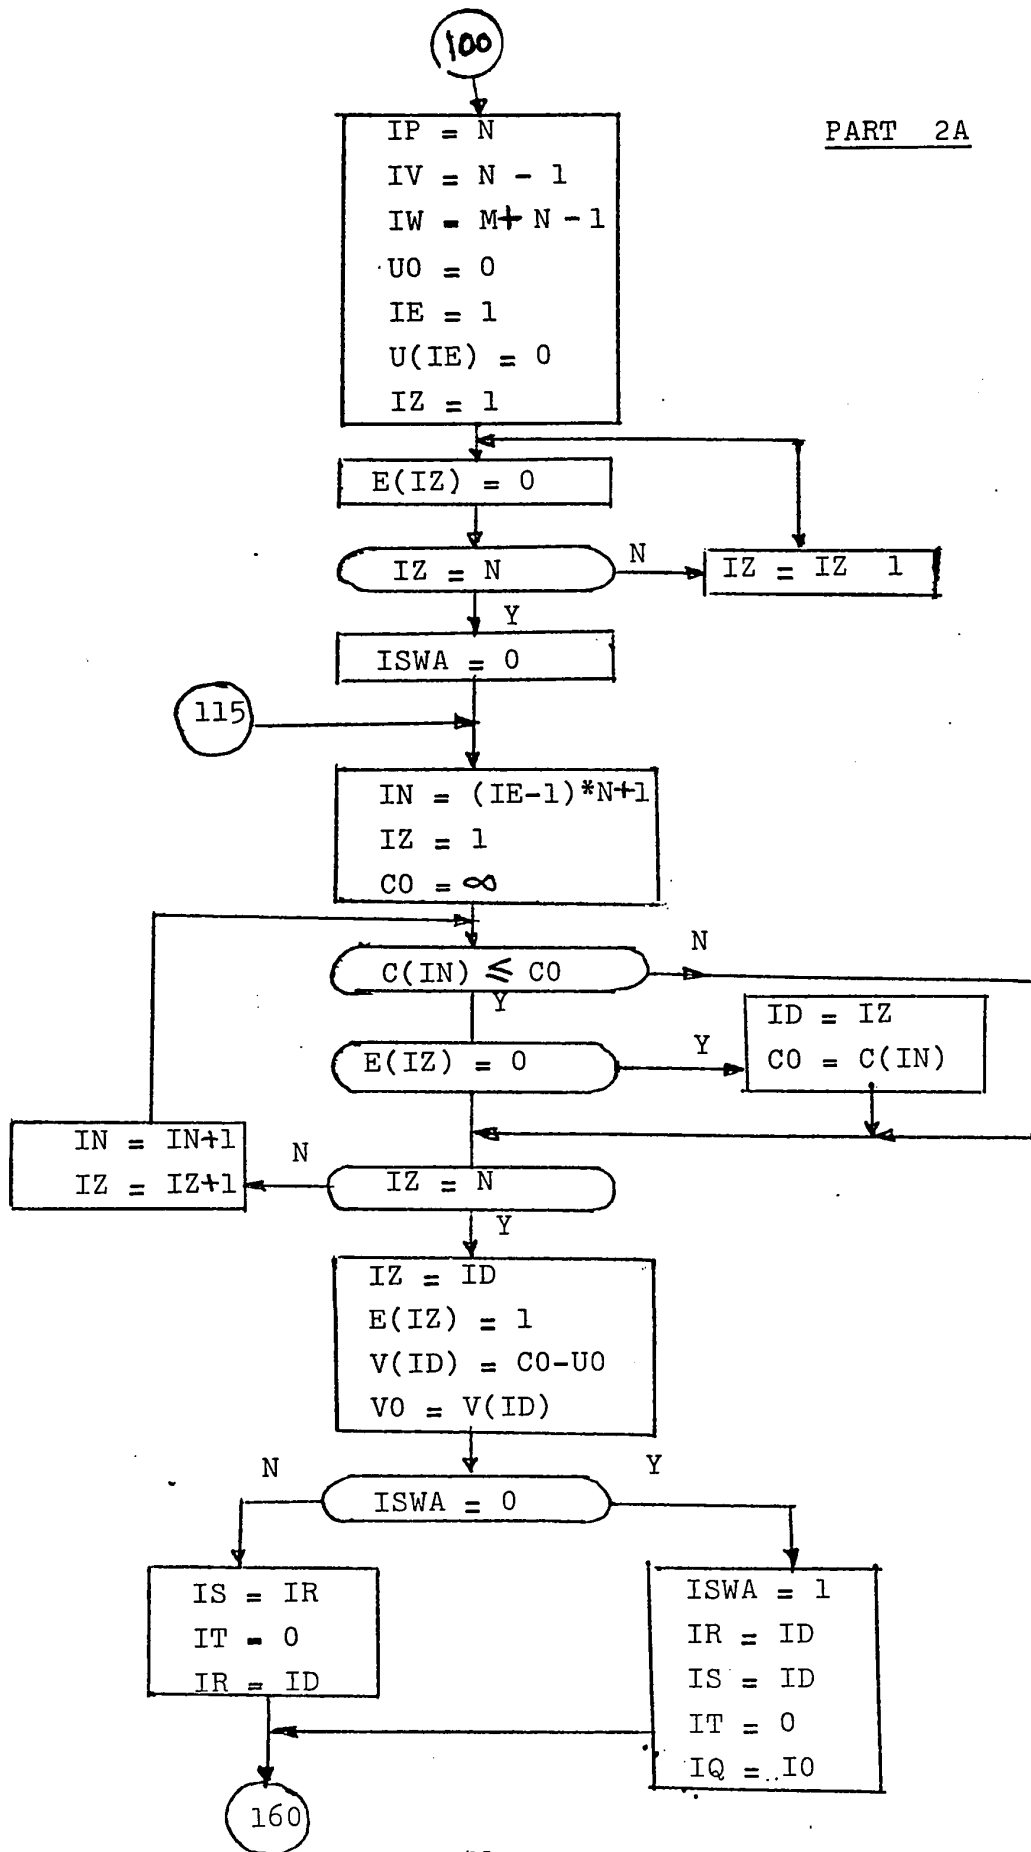 100
PART 2A
IP = N
IV = N - 1
IW = M+ N - 1
U0 = 0
IE = 1
U(IE) = 0
IZ = 1
E(IZ) = 0
IZ = N
N
IZ = IZ 1
Y
ISWA = 0
115
IN = (IE-1)*N+1
IZ = 1
C0 = ∞
C(IN) ≤ C0
N
Y
ID = IZ
C0 = C(IN)
E(IZ) = 0
Y
IN = IN+1
IZ = IZ+1
N
IZ = N
Y
IZ = ID
E(IZ) = 1
V(ID) = C0-U0
V0 = V(ID)
N
Y
ISWA = 0
IS = IR
IT = 0
IR = ID
ISWA = 1
IR = ID
IS = ID
IT = 0
IQ = I0
160